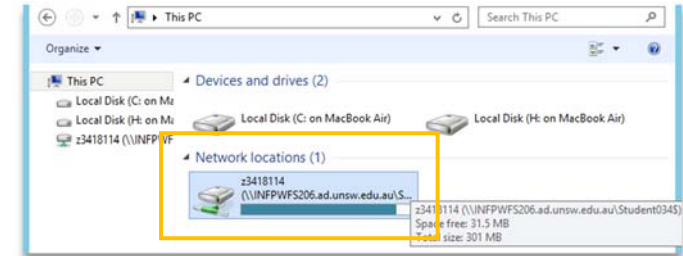 This PC
Search This PC
Organize
This PC
Devices and drives (2)
Local Disk (C: on Ma
Local Disk (H: on Ma
z3418114 (\\INFPWF
Local Disk (C: on MacBook Air)
Local Disk (H: on MacBook Air)
Network locations (1)
z3418114
(\\INFPWFS206.ad.unsw.edu.au\S...
z3418114 (\\INFPWFS206.ad.unsw.edu.au\Student034$)
Space free: 31.5 MB
Total size: 301 MB